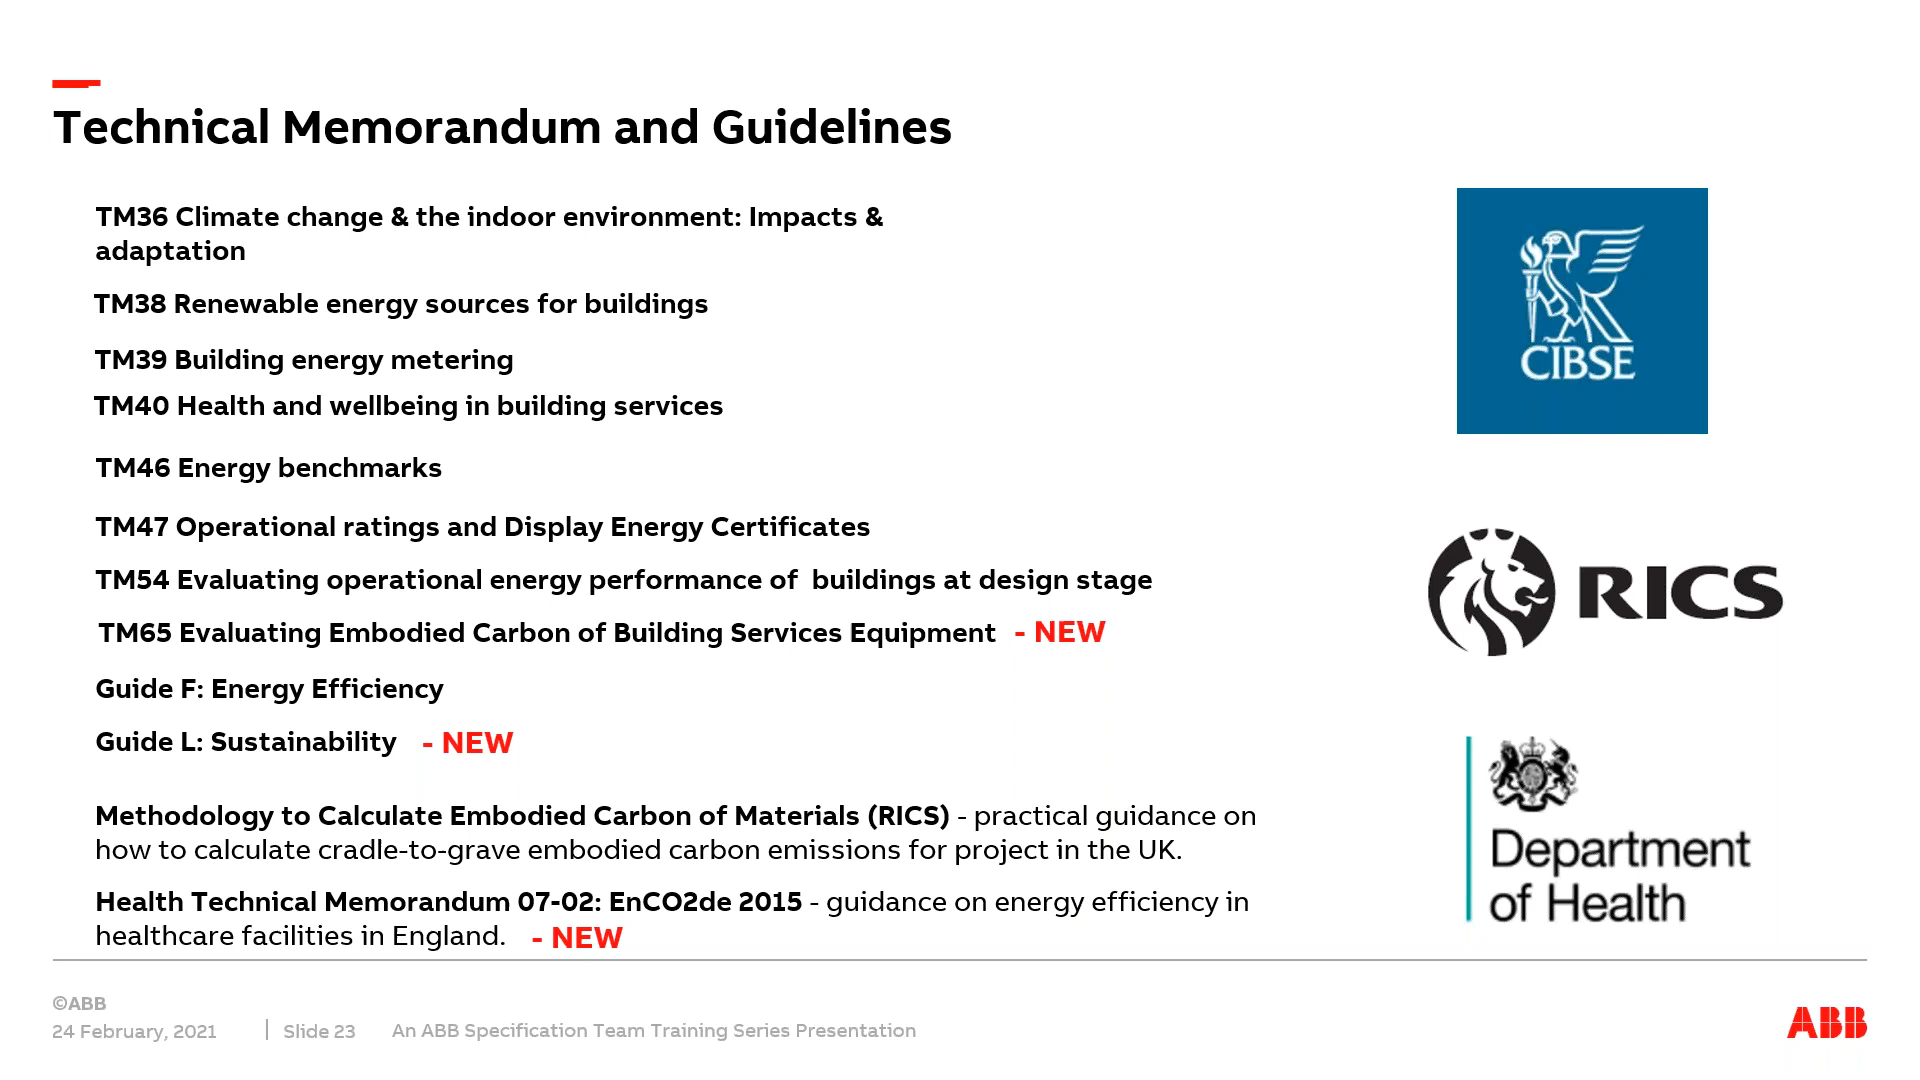 Technical Memorandum and Guidelines
TM36 Climate change & the indoor environment: Impacts &
adaptation
TM38 Renewable energy sources for buildings
TM39 Building energy metering
TM40 Health and wellbeing in building services
TM46 Energy benchmarks
TM47 Operational ratings and Display Energy Certificates
TM54 Evaluating operational energy performance of  buildings at design stage
TM65 Evaluating Embodied Carbon of Building Services Equipment - NEW
Guide F: Energy Efficiency
Guide L: Sustainability - NEW
Methodology to Calculate Embodied Carbon of Materials (RICS) - practical guidance on
how to calculate cradle-to-grave embodied carbon emissions for project in the UK.
Health Technical Memorandum 07-02: EnCO2de 2015 - guidance on energy efficiency in
healthcare facilities in England. - NEW
CIBSE
RICS
Department
of Health
©ABB
24 February, 2021 | Slide 23 An ABB Specification Team Training Series Presentation
ABB